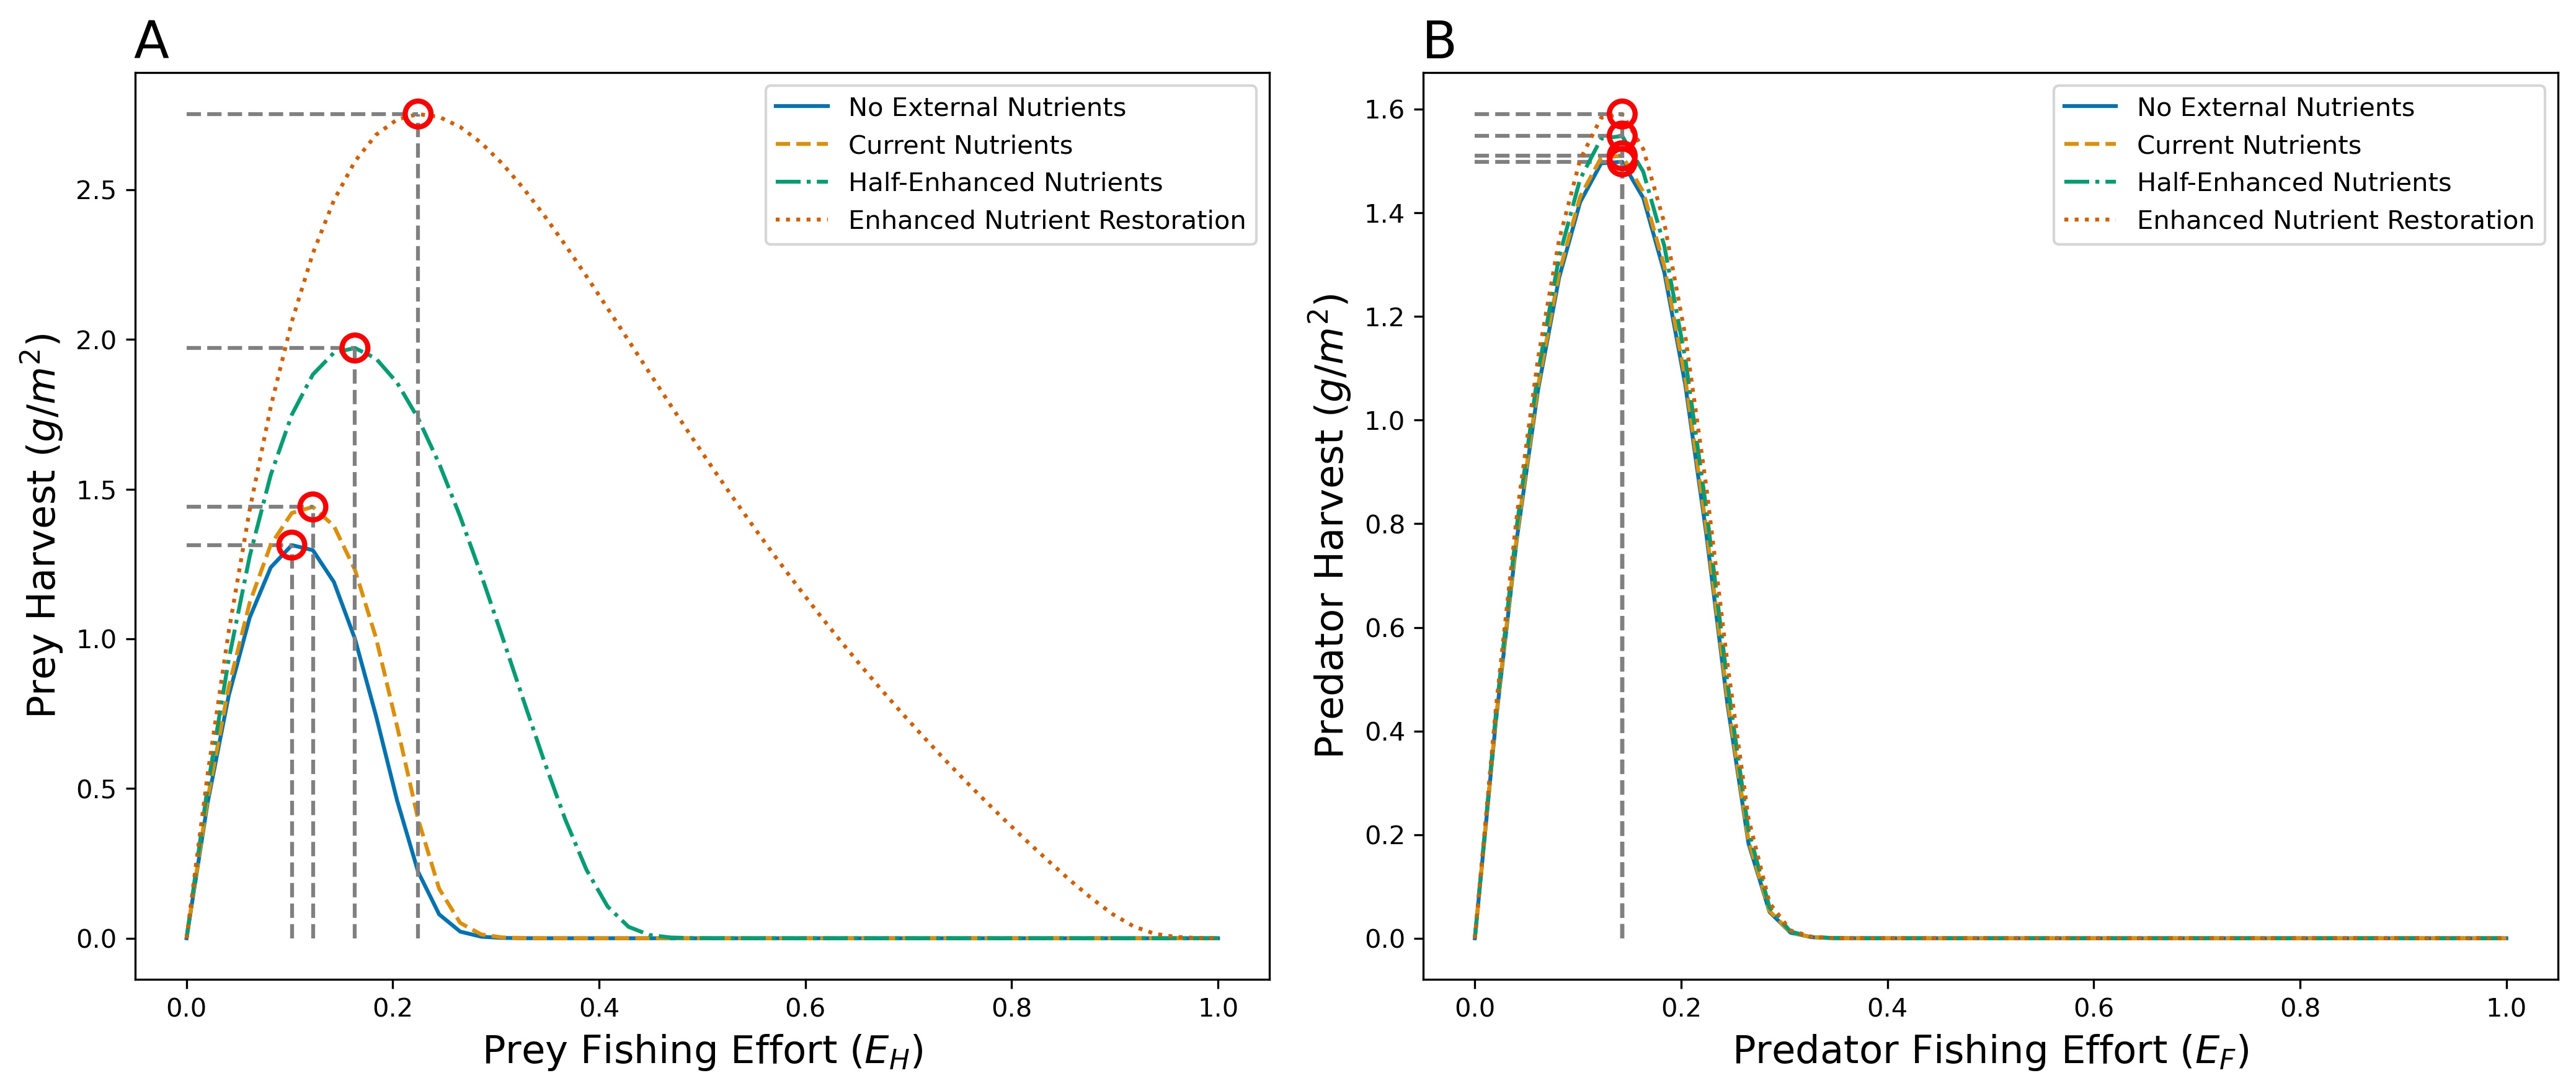 A
Prey Harvest (g/m²)
2.5
2.0
1.5
1.0
0.5
0.0
0.0 0.2 0.4 0.6 0.8 1.0
Prey Fishing Effort (E_H)
No External Nutrients
Current Nutrients
Half-Enhanced Nutrients
Enhanced Nutrient Restoration
B
Predator Harvest (g/m²)
1.6
1.4
1.2
1.0
0.8
0.6
0.4
0.2
0.0
0.0 0.2 0.4 0.6 0.8 1.0
Predator Fishing Effort (E_F)
No External Nutrients
Current Nutrients
Half-Enhanced Nutrients
Enhanced Nutrient Restoration